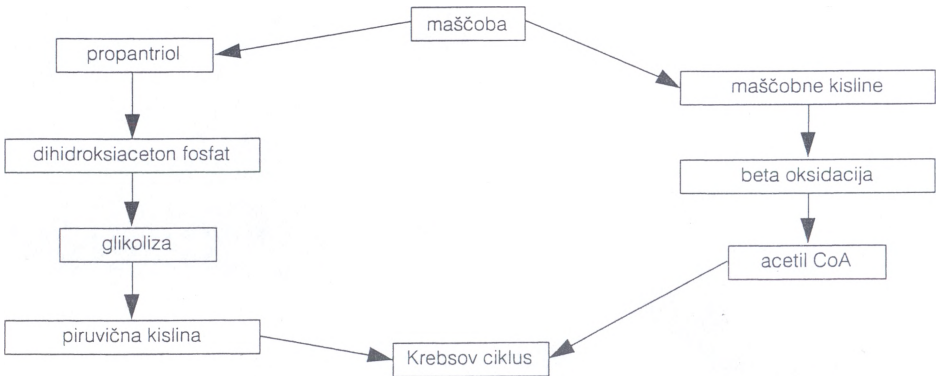 maščoba
propantriol
maščobne kisline
dihidroksiaceton fosfat
beta oksidacija
glikoliza
acetil CoA
piruvična kislina
Krebsov ciklus